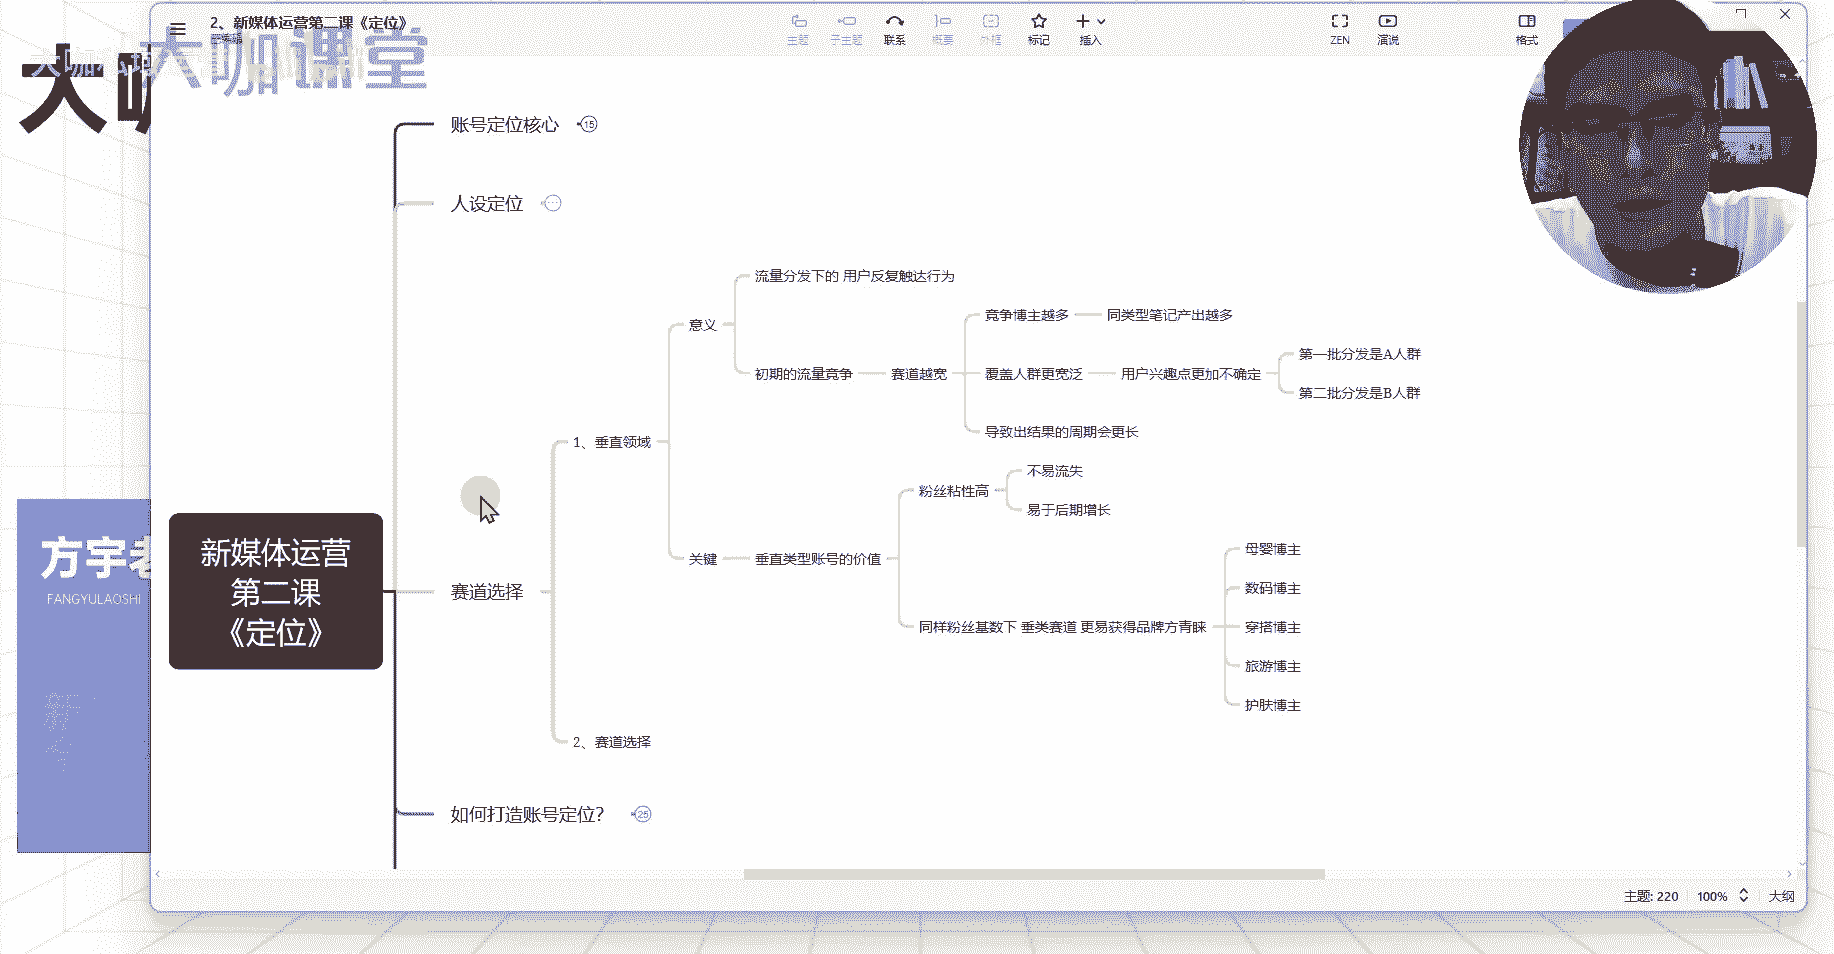 2、新媒体运营第二课《定位》
已编辑
主题
子主题
联系
概要
外框
标记
插入
ZEN
演说
格式
大咖课堂
大咖
账号定位核心
15
人设定位
流量分发下的 用户反复触达行为
意义
竞争博主越多
同类型笔记产出越多
初期的流量竞争
赛道越宽
覆盖人群更宽泛
用户兴趣点更加不确定
第一批分发是A人群
第二批分发是B人群
导致出结果的周期会更长
1、垂直领域
不易流失
粉丝粘性高
易于后期增长
关键
垂直类型账号的价值
母婴博主
数码博主
同样粉丝基数下 垂类赛道 更易获得品牌方青睐
穿搭博主
旅游博主
护肤博主
新媒体运营
第二课
《定位》
赛道选择
2、赛道选择
如何打造账号定位?
25
方宇老
FANGYULAOSHI
主题: 220
100%
大纲